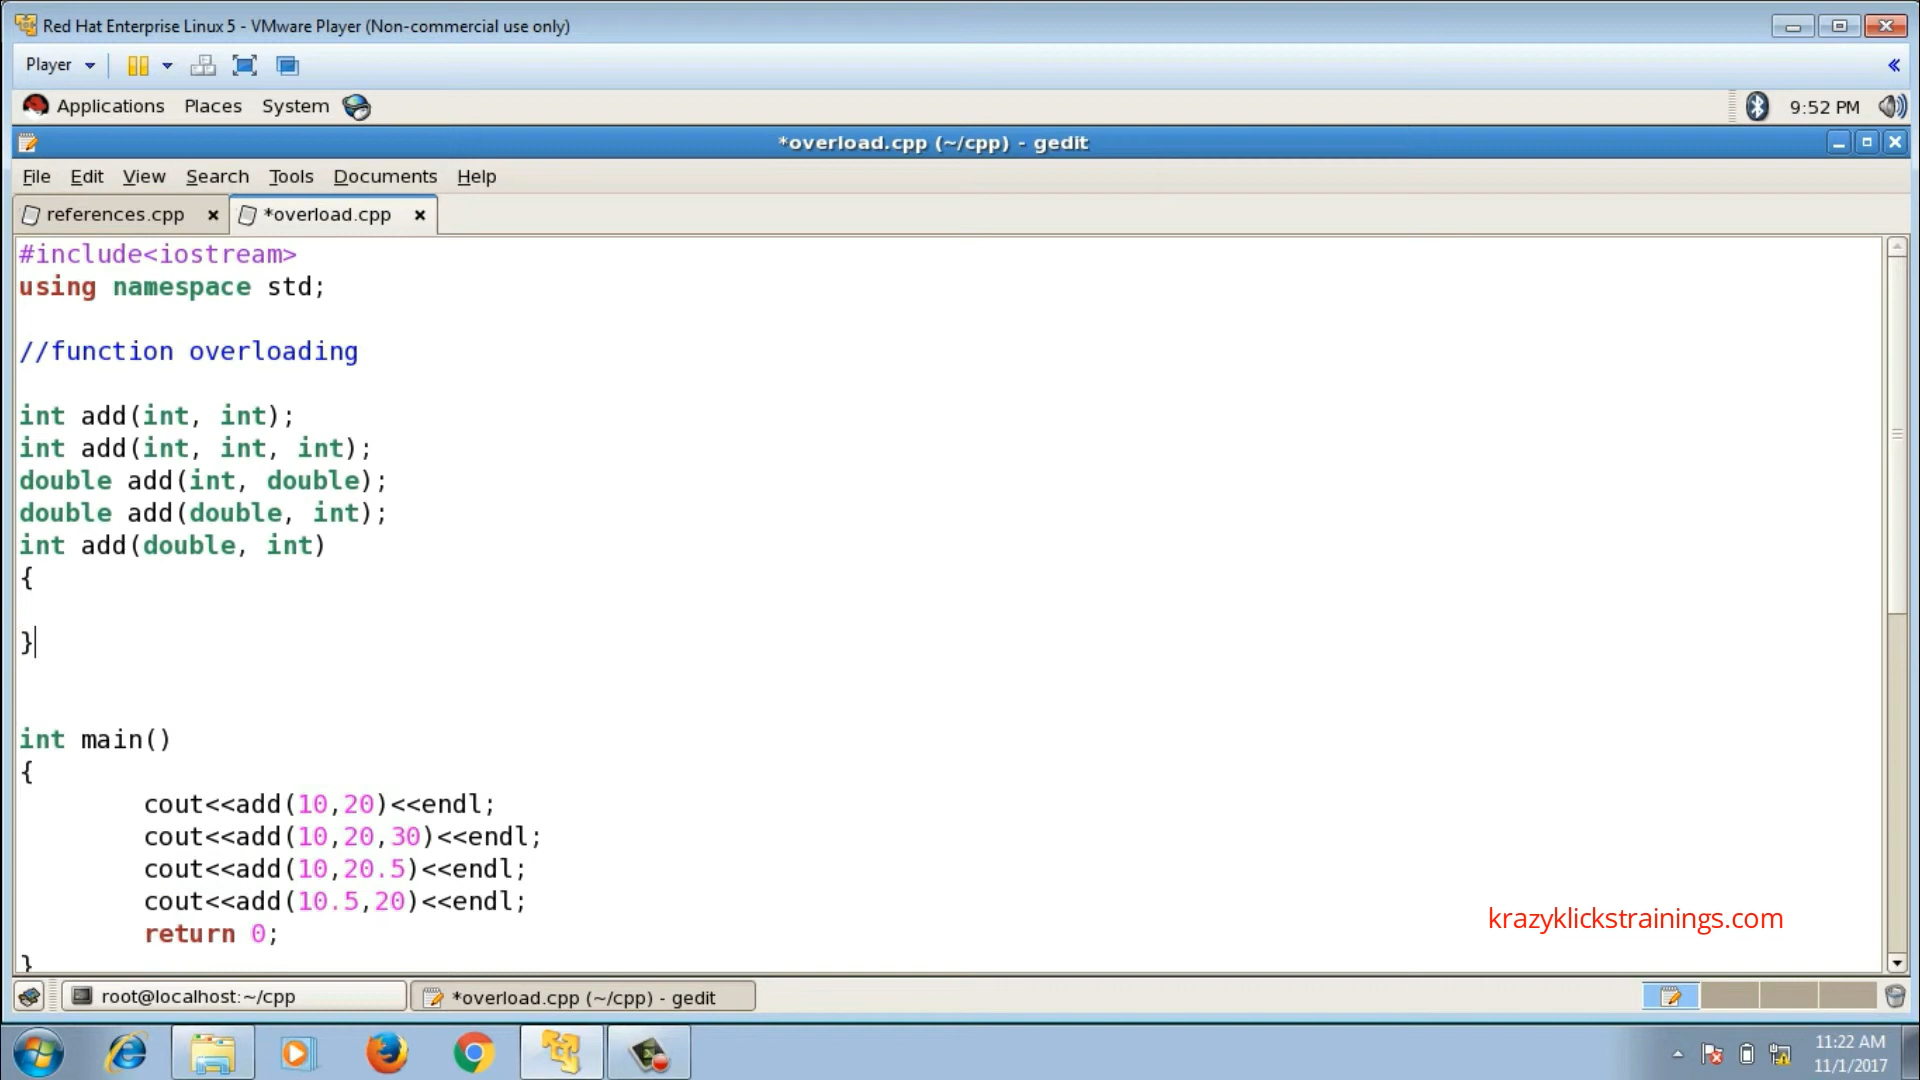 Red Hat Enterprise Linux 5 - VMware Player (Non-commercial use only)
Player
Applications Places System 9:52 PM
*overload.cpp (~/cpp) - gedit
File Edit View Search Tools Documents Help
references.cpp *overload.cpp
#include<iostream>
using namespace std;
//function overloading
int add(int, int);
int add(int, int, int);
double add(int, double);
double add(double, int);
int add(double, int)
{
}
int main()
{
cout<<add(10,20)<<endl;
cout<<add(10,20,30)<<endl;
cout<<add(10,20.5)<<endl;
cout<<add(10.5,20)<<endl;
return 0;
}
krazyklickstrainings.com
root@localhost:~/cpp *overload.cpp (~/cpp) - gedit
11:22 AM
11/1/2017